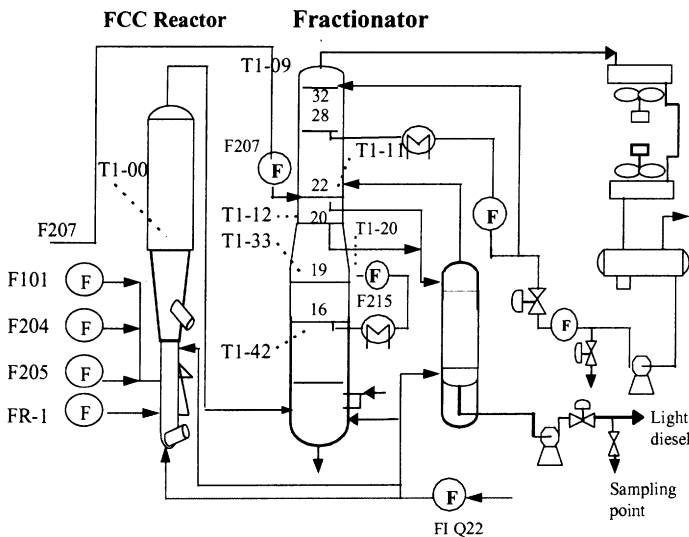 FCC Reactor
Fractionator
T1-09
32
28
F207
F
T1-11
T1-00
22
F
T1-12
20
T1-20
F207
T1-33
F101
F
19
F
F215
F204
F
16
F
T1-42
F205
F
FR-1
F
Light
diesel
Sampling
point
F
FI Q22